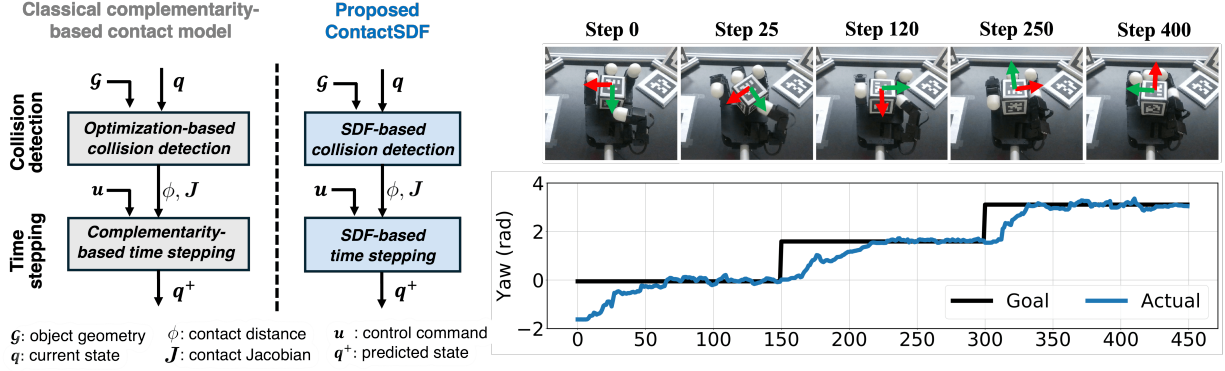 Classical complementarity-
based contact model
Proposed
ContactSDF
𝒢
q
𝒢
q
Collision
detection
Optimization-based
collision detection
SDF-based
collision detection
u
ϕ, J
u
ϕ, J
Time
stepping
Complementarity-
based time stepping
SDF-based
time stepping
q⁺
q⁺
𝒢: object geometry
ϕ: contact distance
u : control command
q: current state
J: contact Jacobian
q⁺: predicted state
Step 0
Step 25
Step 120
Step 250
Step 400
Yaw (rad)
4
2
0
−2
Goal
Actual
0
50
100
150
200
250
300
350
400
450